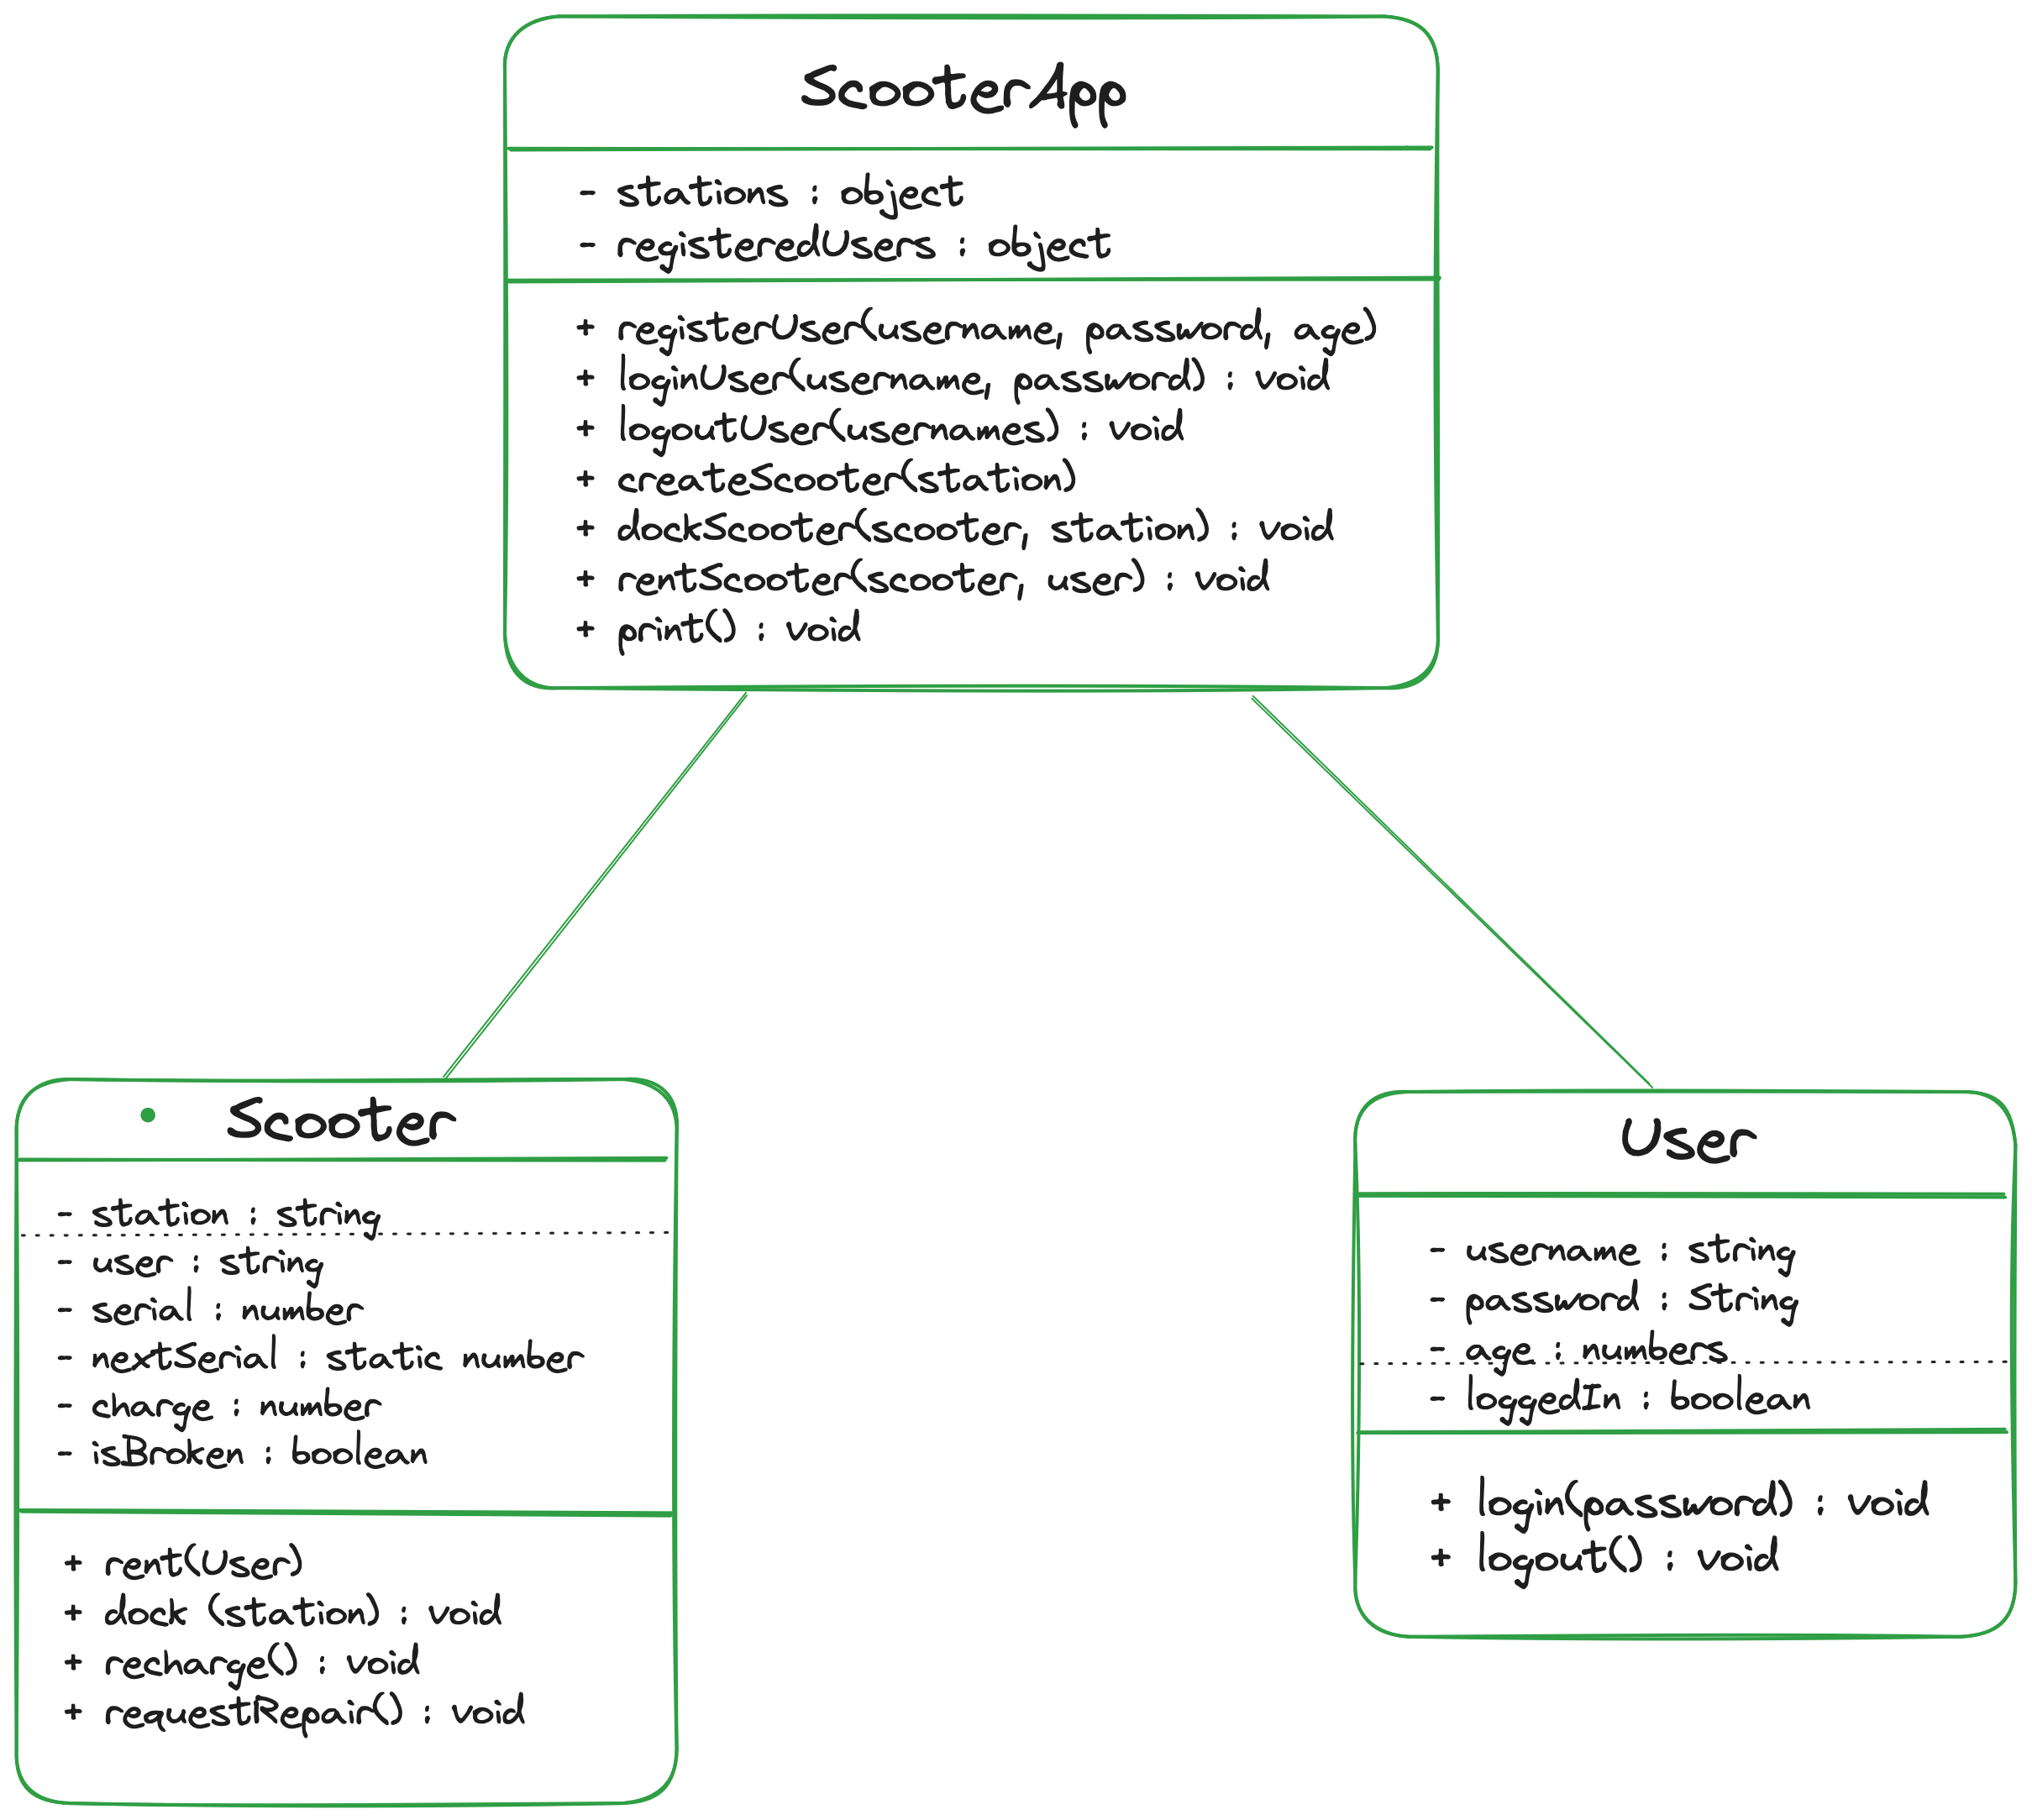 ScooterApp
- stations : object
- registeredUsers : object
+ registerUser(username, password, age)
+ loginUser(username, password) : void
+ logoutUser(usernames) : void
+ createScooter(station)
+ dockScooter(scooter, station) : void
+ rentScooter(scooter, user) : void
+ print() : void
Scooter
- station : string
- user : string
- serial : number
- nextSerial : static number
- charge : number
- isBroken : boolean
+ rent(User)
+ dock (station) : void
+ recharge() : void
+ requestRepair() : void
User
- username : string
- password : String
- age : numbers
- loggedIn : boolean
+ login(password) : void
+ logout() : void